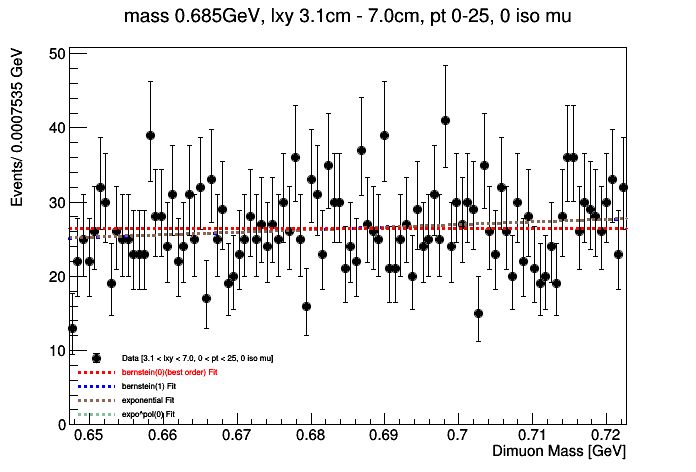 mass 0.685GeV, lxy 3.1cm - 7.0cm, pt 0-25, 0 iso mu
Events/ 0.0007535 GeV
50
40
30
20
10
0
Data [3.1 < lxy < 7.0, 0 < pt < 25, 0 iso mu]
bernstein(0)(best order) Fit
bernstein(1) Fit
exponential Fit
expo*pol(0) Fit
0.65 0.66 0.67 0.68 0.69 0.7 0.71 0.72
Dimuon Mass [GeV]